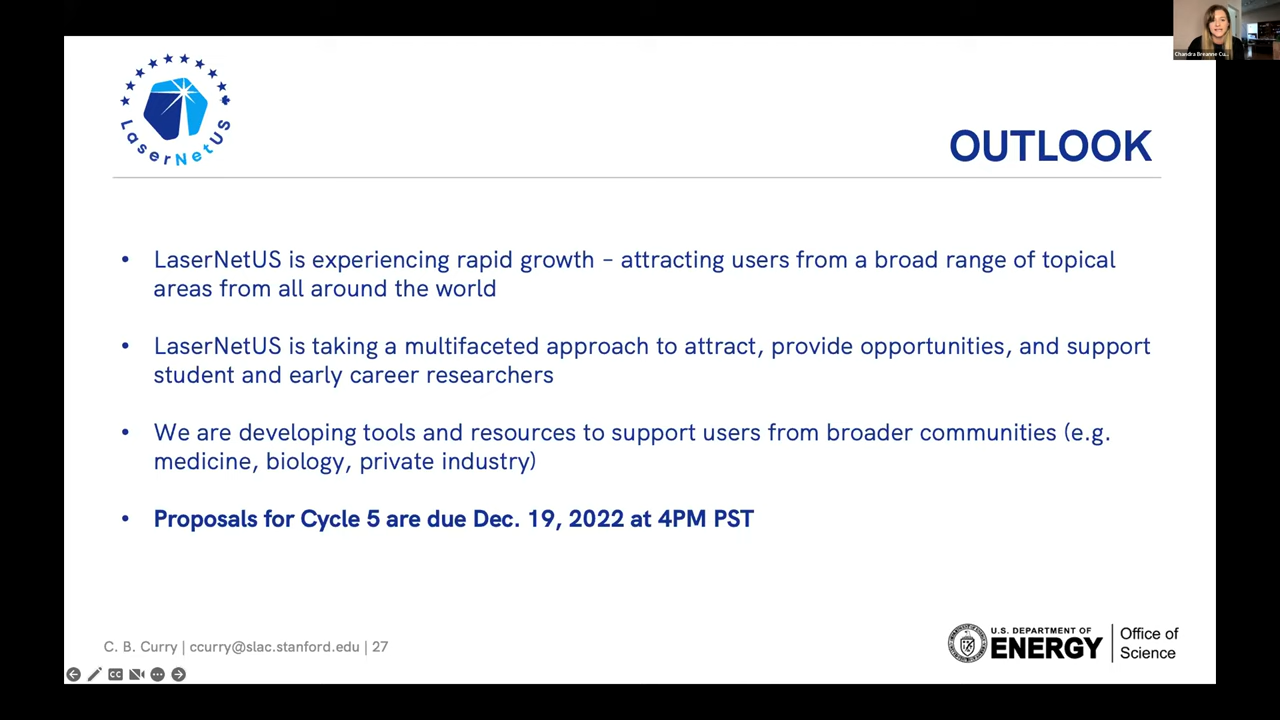 Chandra Breanne Cu...
LaserNetUS
OUTLOOK
• LaserNetUS is experiencing rapid growth – attracting users from a broad range of topical
areas from all around the world
• LaserNetUS is taking a multifaceted approach to attract, provide opportunities, and support
student and early career researchers
• We are developing tools and resources to support users from broader communities (e.g.
medicine, biology, private industry)
• Proposals for Cycle 5 are due Dec. 19, 2022 at 4PM PST
C. B. Curry | ccurry@slac.stanford.edu | 27
U.S. DEPARTMENT OF
ENERGY
Office of
Science
CC